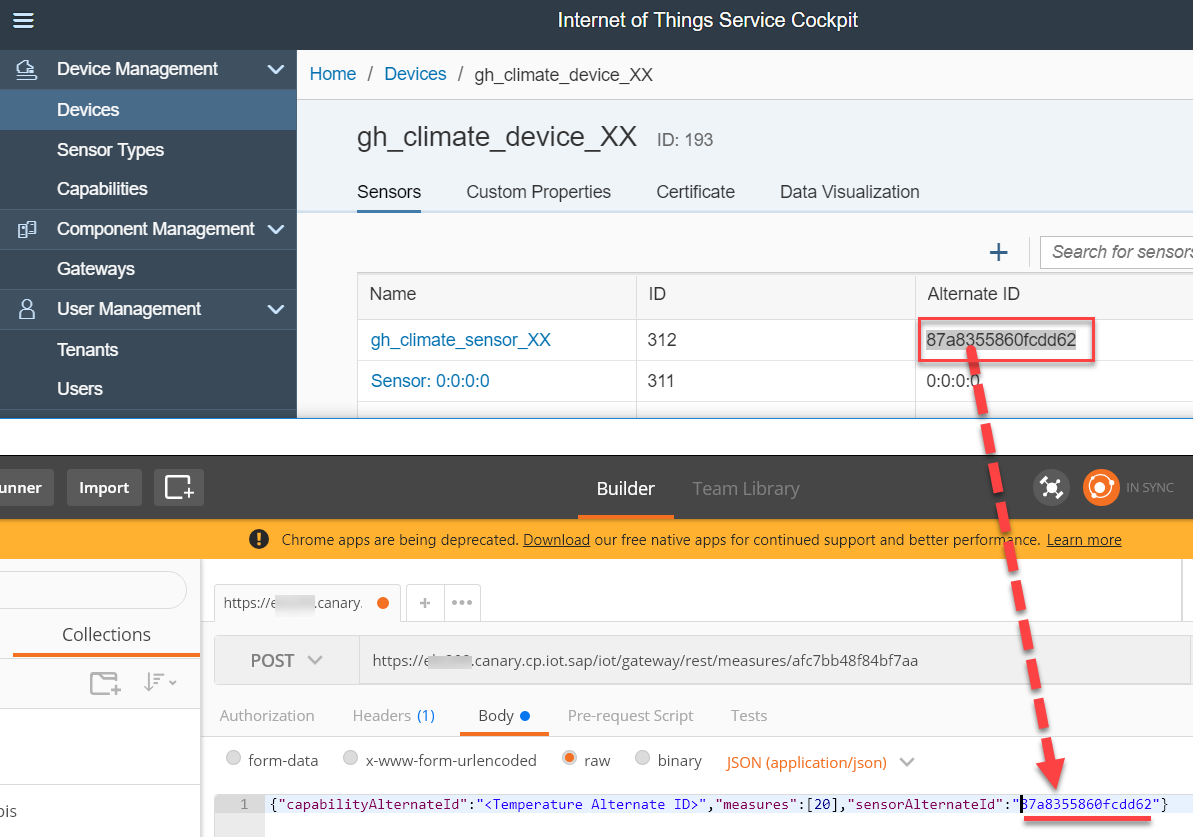 Internet of Things Service Cockpit
Device Management
Devices
Sensor Types
Capabilities
Component Management
Gateways
User Management
Tenants
Users
Home / Devices / gh_climate_device_XX
gh_climate_device_XX ID: 193
Sensors Custom Properties Certificate Data Visualization
+ Search for sensors
Name ID Alternate ID
gh_climate_sensor_XX 312 87a8355860fcdd62
Sensor: 0:0:0:0 311 0:0:0:0
unner Import Builder Team Library IN SYNC
Chrome apps are being deprecated. Download our free native apps for continued support and better performance. Learn more
https://e .canary. + •••
Collections
POST https://e .canary.cp.iot.sap/iot/gateway/rest/measures/afc7bb48f84bf7aa
Authorization Headers (1) Body Pre-request Script Tests
form-data x-www-form-urlencoded raw binary JSON (application/json)
1 {"capabilityAlternateId":"<Temperature Alternate ID>","measures":[20],"sensorAlternateId":"87a8355860fcdd62"}